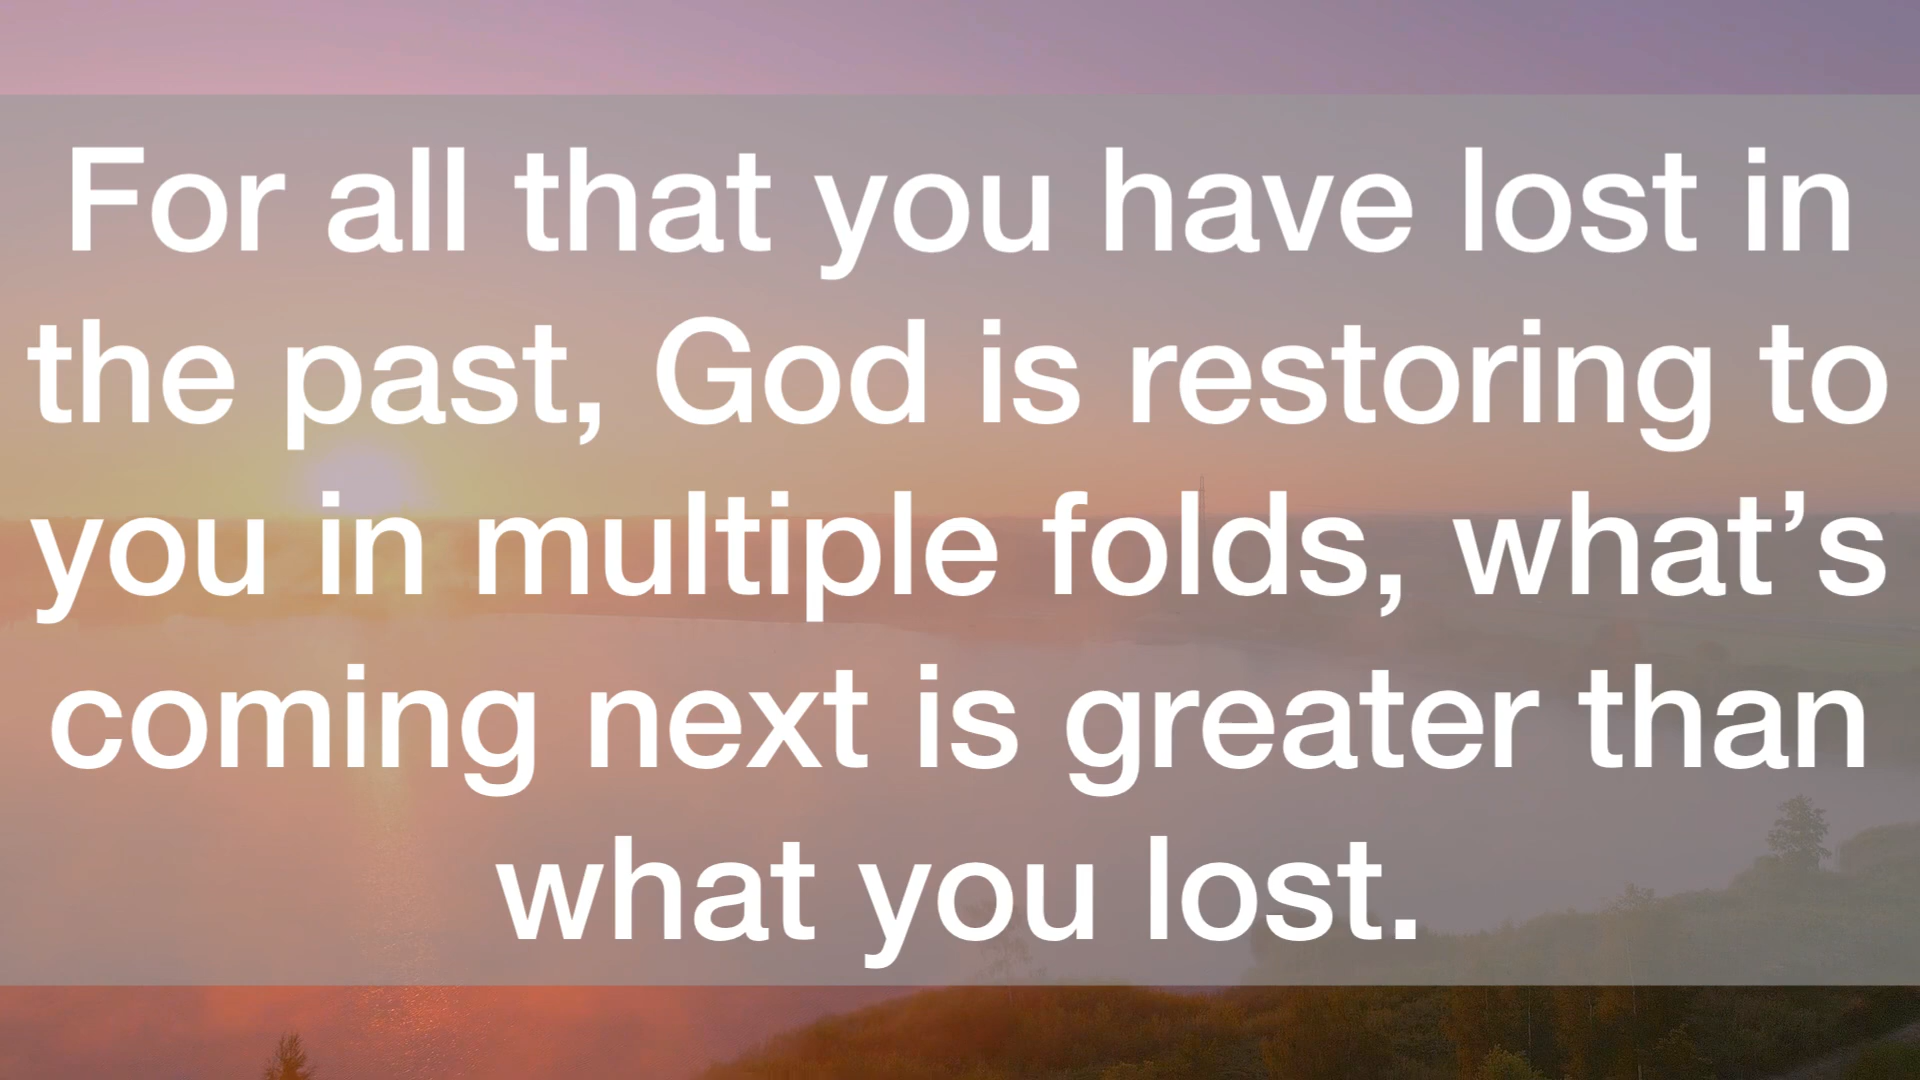 For all that you have lost in
the past, God is restoring to
you in multiple folds, what’s
coming next is greater than
what you lost.